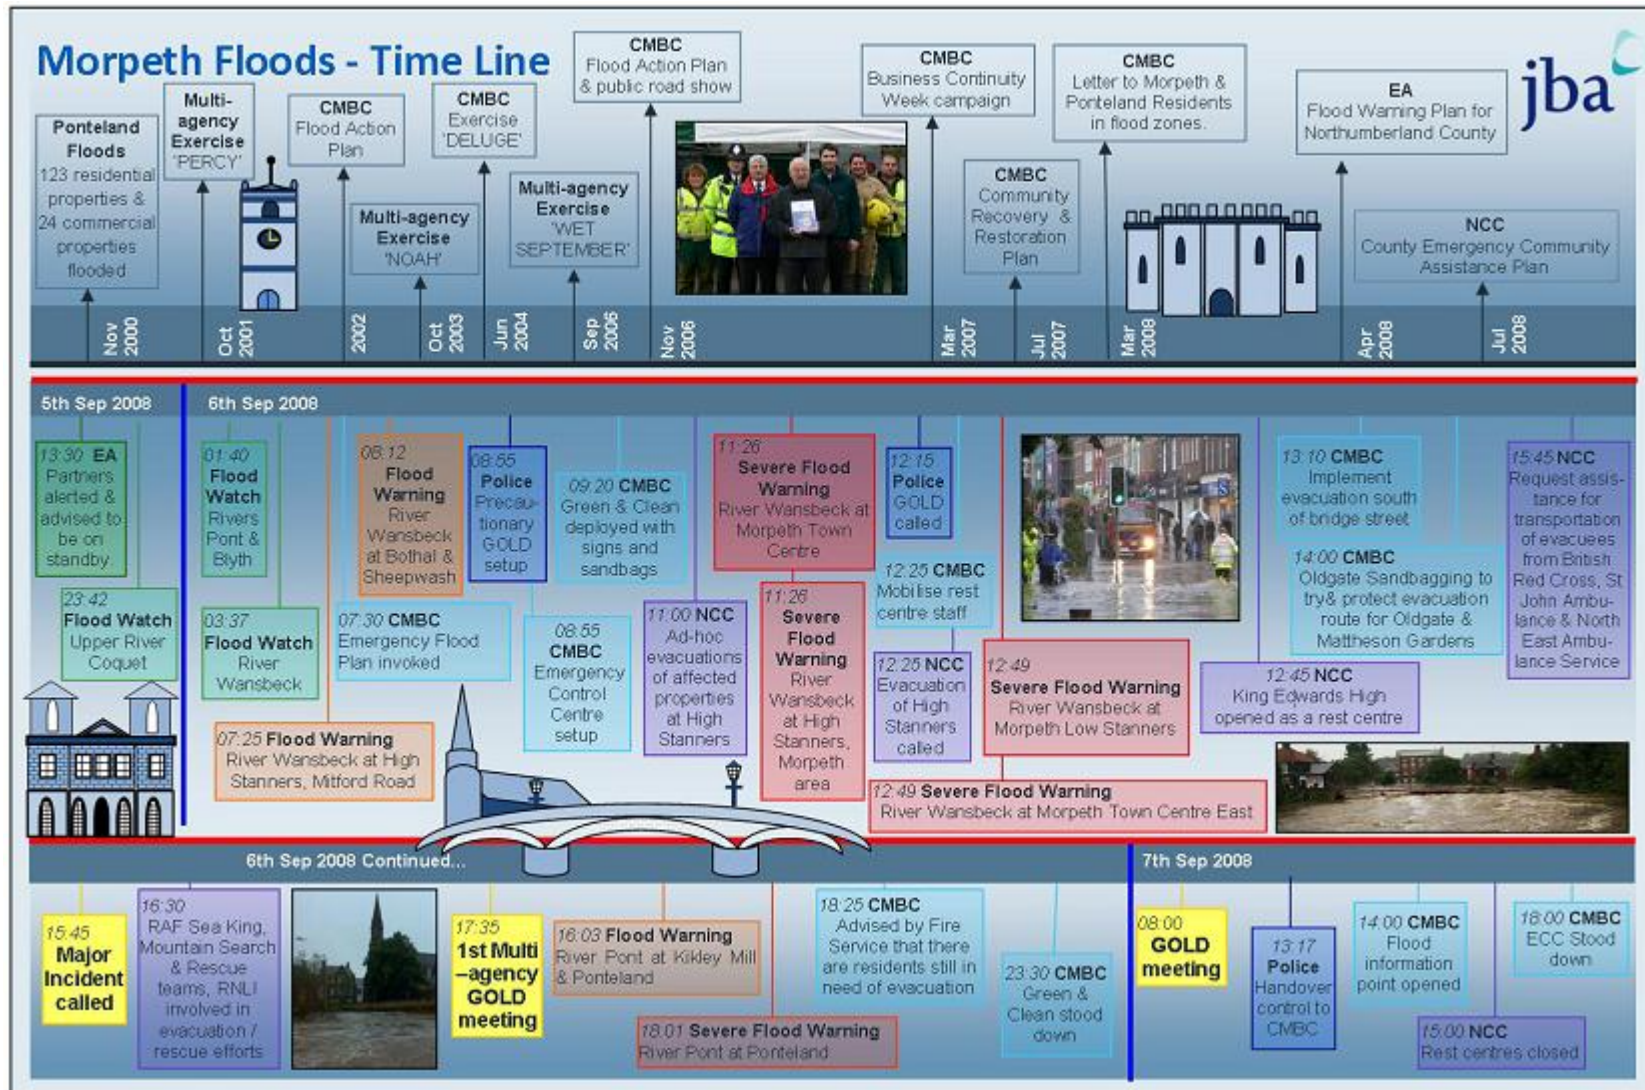 Morpeth Floods - Time Line
jba
Ponteland
Floods
123 residential
properties &
24 commercial
properties
flooded
Multi-
agency
Exercise
'PERCY'
CMBC
Flood Action
Plan
Multi-agency
Exercise
'NOAH'
CMBC
Exercise
'DELUGE'
Multi-agency
Exercise
'WET
SEPTEMBER'
CMBC
Flood Action Plan
& public road show
CMBC
Business Continuity
Week campaign
CMBC
Community
Recovery &
Restoration
Plan
CMBC
Letter to Morpeth &
Ponteland Residents
in flood zones.
EA
Flood Warning Plan for
Northumberland County
NCC
County Emergency Community
Assistance Plan
Nov
2000
Oct
2001
2002
Oct
2003
Jun
2004
Sep
2006
Nov
2006
Mar
2007
Jul
2007
Mar
2008
Apr
2008
Jul
2008
5th Sep 2008
13:30 EA
Partners
alerted &
advised to
be on
standby.
23:42
Flood Watch
Upper River
Coquet
6th Sep 2008
01:40
Flood
Watch
Rivers
Pont &
Blyth
03:37
Flood Watch
River
Wansbeck
07:25 Flood Warning
River Wansbeck at High
Stanners, Mitford Road
07:30 CMBC
Emergency Flood
Plan invoked
08:12
Flood
Warning
River
Wansbeck
at Bothal &
Sheepwash
08:55
Police
Precau-
tionary
GOLD
setup
08:55
CMBC
Emergency
Control
Centre
setup
09:20 CMBC
Green & Clean
deployed with
signs and
sandbags
11:00 NCC
Ad-hoc
evacuations
of affected
properties
at High
Stanners
11:26
Severe Flood
Warning
River Wansbeck at
Morpeth Town
Centre
11:26
Severe
Flood
Warning
River
Wansbeck
at High
Stanners,
Morpeth
area
12:15
Police
GOLD
called
12:25 CMBC
Mobilise rest
centre staff
12:25 NCC
Evacuation
of High
Stanners
called
12:49
Severe Flood Warning
River Wansbeck at
Morpeth Low Stanners
12:49 Severe Flood Warning
River Wansbeck at Morpeth Town Centre East
12:45 NCC
King Edwards High
opened as a rest centre
13:10 CMBC
Implement
evacuation south
of bridge street
14:00 CMBC
Oldgate Sandbagging to
try& protect evacuation
route for Oldgate &
Mattheson Gardens
15:45 NCC
Request assis-
tance for
transportation
of evacuees
from British
Red Cross, St
John Ambu-
lance & North
East Ambu-
lance Service
6th Sep 2008 Continued...
15:45
Major
Incident
called
16:30
RAF Sea King,
Mountain Search
& Rescue
teams, RNLI
involved in
evacuation /
rescue efforts
17:35
1st Multi
-agency
GOLD
meeting
16:03 Flood Warning
River Pont at Kikley Mill
& Ponteland
18:01 Severe Flood Warning
River Pont at Ponteland
18:25 CMBC
Advised by Fire
Service that there
are residents still in
need of evacuation
23:30 CMBC
Green &
Clean stood
down
7th Sep 2008
08:00
GOLD
meeting
13:17
Police
Handover
control to
CMBC
14:00 CMBC
Flood
information
point opened
15:00 NCC
Rest centres closed
18:00 CMBC
ECC Stood
down